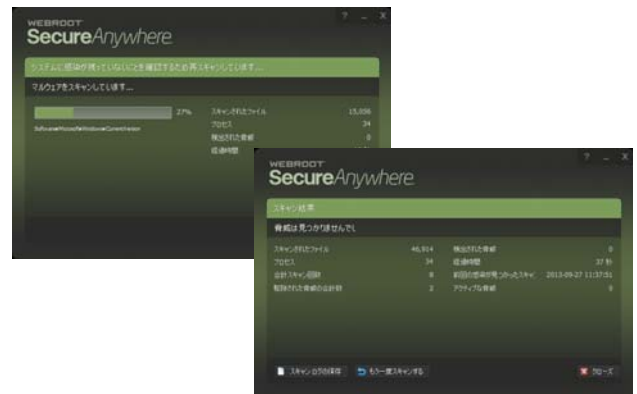 WEBROOT
SecureAnywhere
システムに感染が残っていないことを確認するため再スキャンしています...
マルウェアをスキャンしています...
27%
スキャンされたファイル 15,036
プロセス 34
検出された脅威 0
経過時間
WEBROOT
SecureAnywhere
スキャン結果
脅威は見つかりませんでし
スキャンされたファイル 46,914 検出された脅威 0
プロセス 34 経過時間 37 秒
合計スキャン回数 8 前回の感染が見つかったスキャ 2013-09-27 11:37:51
駆除された脅威の合計数 2 アクティブな脅威 0
スキャン ログの保存
もう一度スキャンする
クローズ